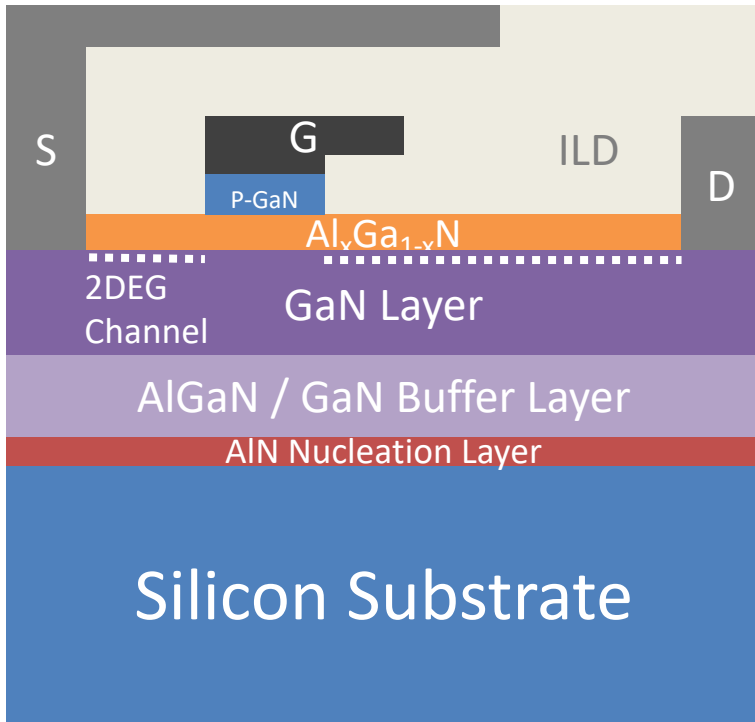 S
G
ILD
D
P-GaN
AlₓGa₁₋ₓN
2DEG
Channel
GaN Layer
AlGaN / GaN Buffer Layer
AlN Nucleation Layer
Silicon Substrate